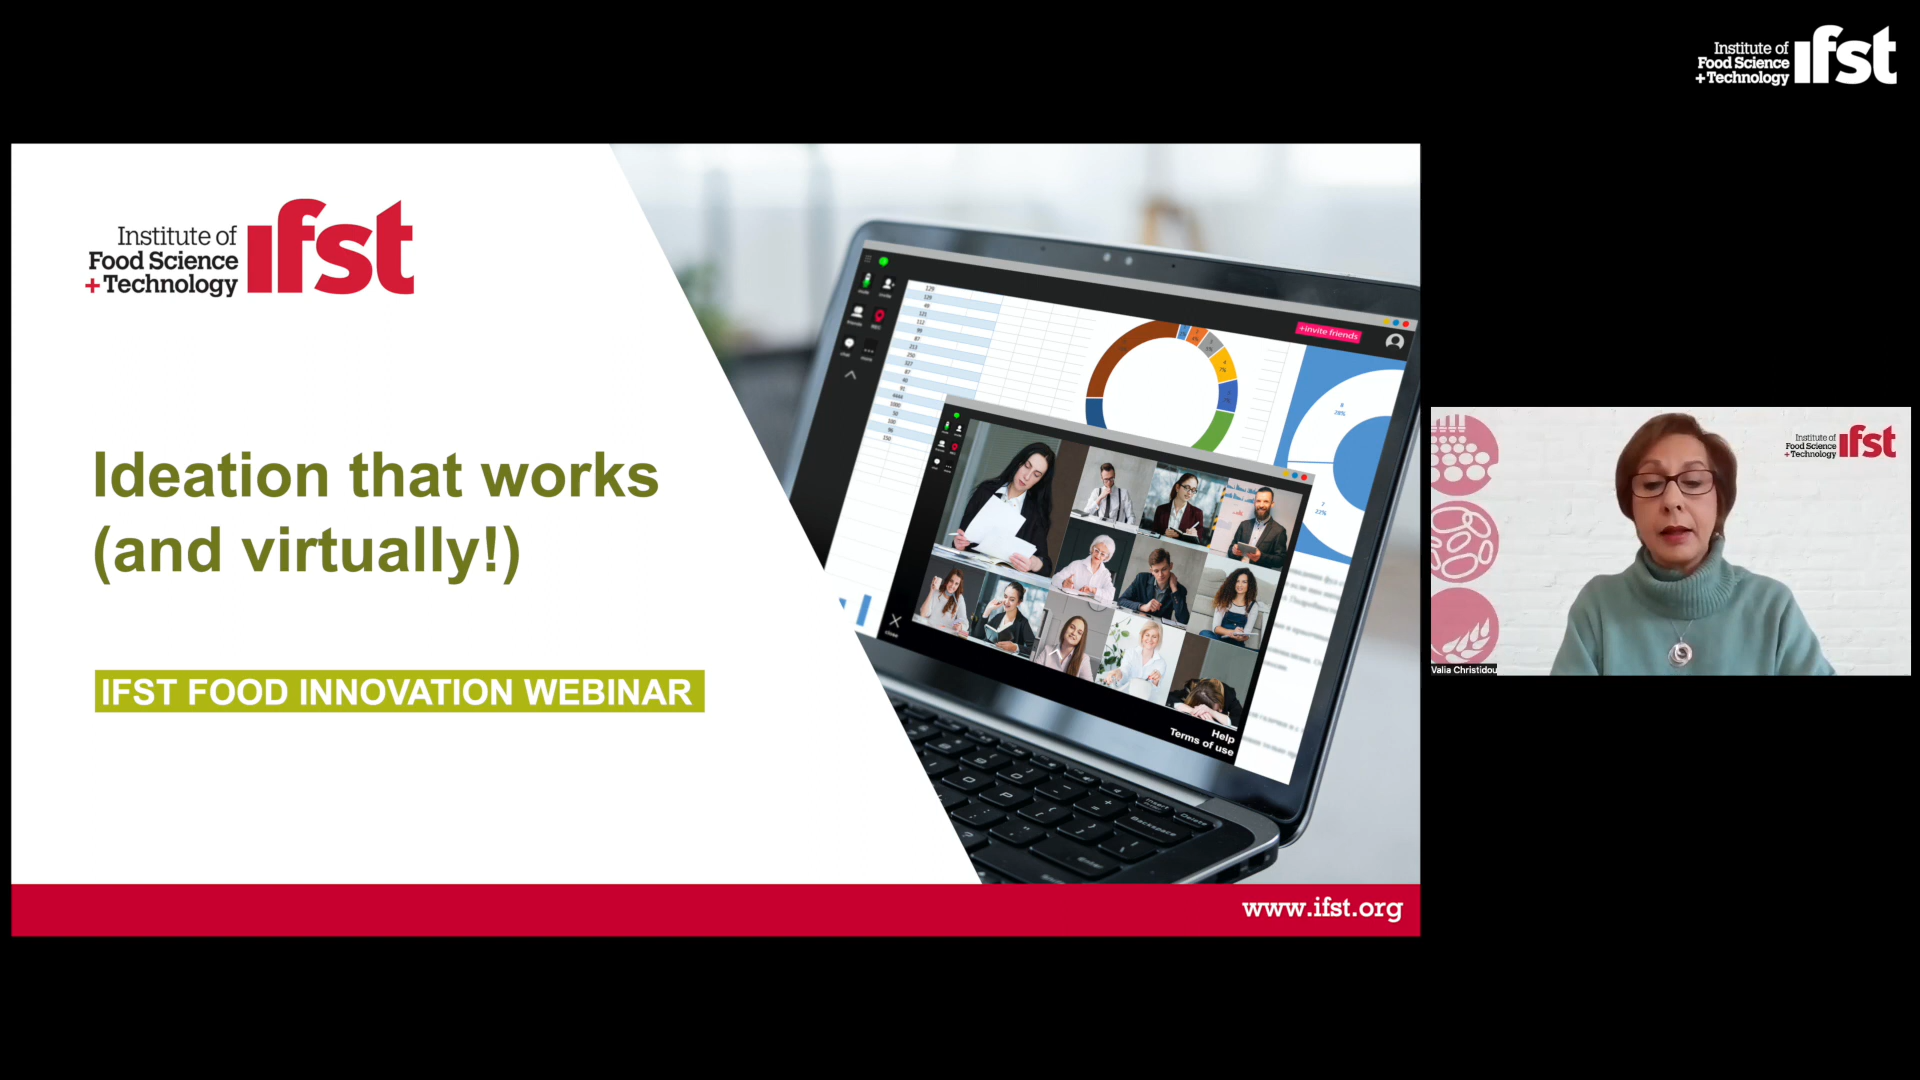 Institute of
Food Science
+Technology
ifst
Institute of
Food Science
+Technology
ifst
Ideation that works
(and virtually!)
IFST FOOD INNOVATION WEBINAR
+invite friends
Help
Terms of use
www.ifst.org
Institute of
Food Science
+Technology
ifst
Valia Christidou